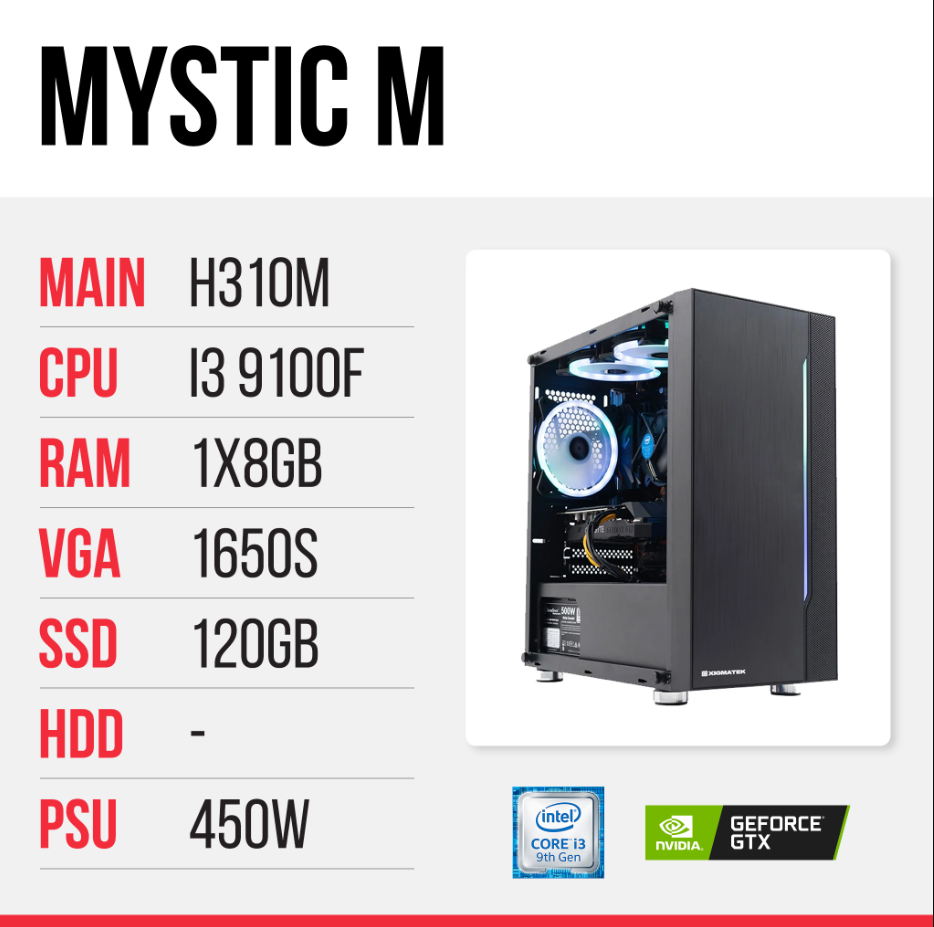 MYSTIC M
MAIN H310M
CPU I3 9100F
RAM 1X8GB
VGA 1650S
SSD 120GB
HDD -
PSU 450W
500W
XIGMATEK
intel
CORE i3
9th Gen
NVIDIA.
GEFORCE
GTX